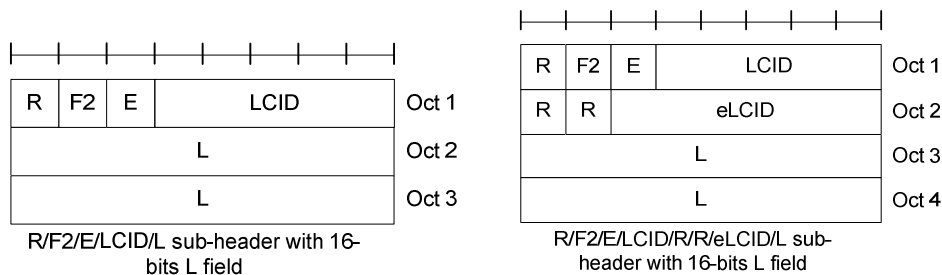 R F2 E LCID Oct 1
L Oct 2
L Oct 3
R/F2/E/LCID/L sub-header with 16-
bits L field
R F2 E LCID Oct 1
R R eLCID Oct 2
L Oct 3
L Oct 4
R/F2/E/LCID/R/R/eLCID/L sub-
header with 16-bits L field